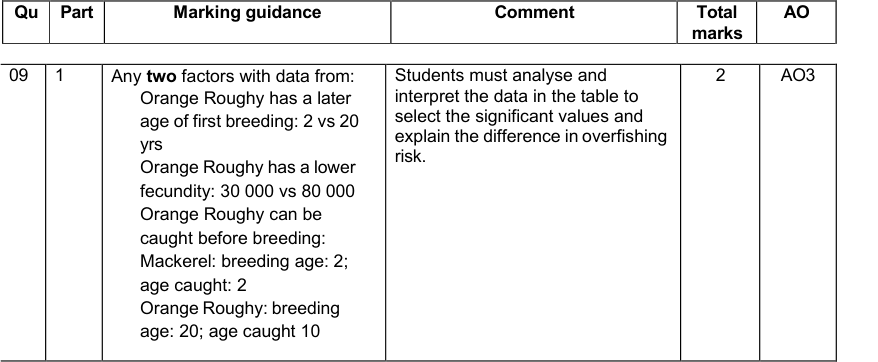 Qu Part Marking guidance Comment Total marks AO
09 1 Any two factors with data from: Students must analyse and 2 AO3
Orange Roughy has a later interpret the data in the table to
age of first breeding: 2 vs 20 select the significant values and
yrs explain the difference in overfishing
Orange Roughy has a lower risk.
fecundity: 30 000 vs 80 000
Orange Roughy can be
caught before breeding:
Mackerel: breeding age: 2;
age caught: 2
Orange Roughy: breeding
age: 20; age caught 10